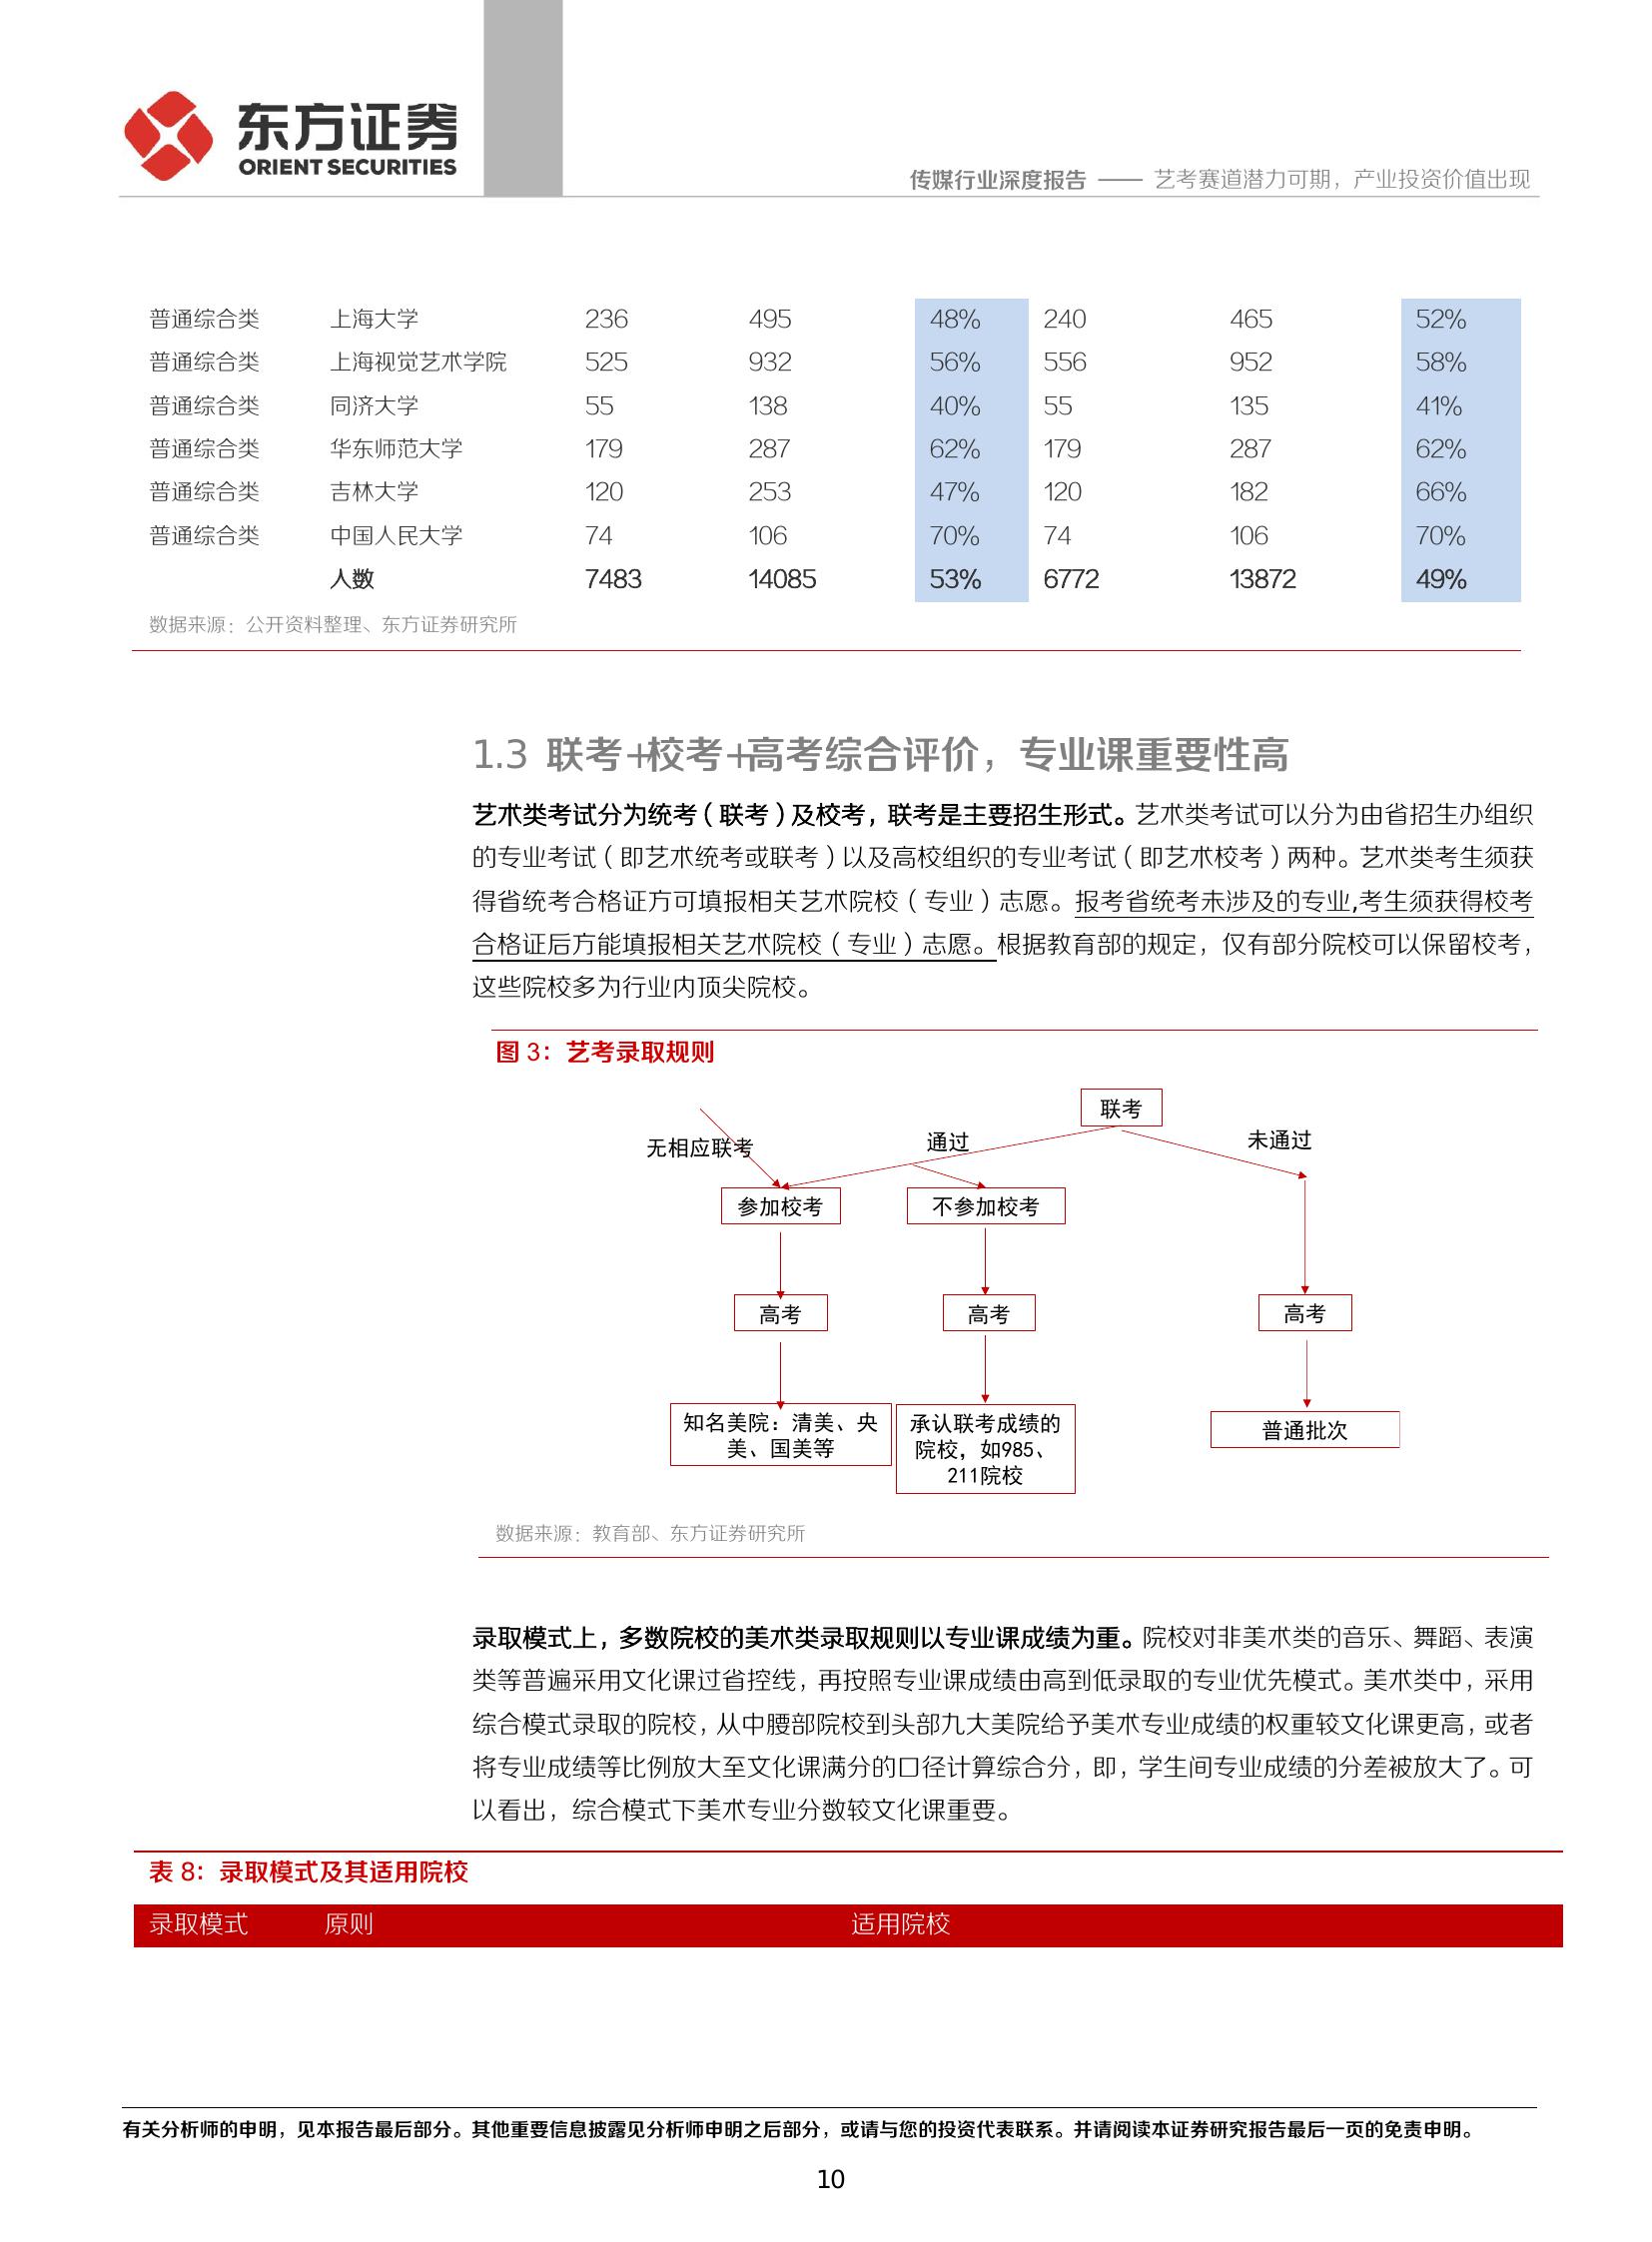 东方证券
ORIENT SECURITIES
传媒行业深度报告 —— 艺考赛道潜力可期，产业投资价值出现
普通综合类 上海大学 236 495 48% 240 465 52%
普通综合类 上海视觉艺术学院 525 932 56% 556 952 58%
普通综合类 同济大学 55 138 40% 55 135 41%
普通综合类 华东师范大学 179 287 62% 179 287 62%
普通综合类 吉林大学 120 253 47% 120 182 66%
普通综合类 中国人民大学 74 106 70% 74 106 70%
人数 7483 14085 53% 6772 13872 49%
数据来源：公开资料整理、东方证券研究所
1.3 联考+校考+高考综合评价，专业课重要性高
艺术类考试分为统考（联考）及校考，联考是主要招生形式。艺术类考试可以分为由省招生办组织
的专业考试（即艺术统考或联考）以及高校组织的专业考试（即艺术校考）两种。艺术类考生须获
得省统考合格证方可填报相关艺术院校（专业）志愿。报考省统考未涉及的专业,考生须获得校考
合格证后方能填报相关艺术院校（专业）志愿。根据教育部的规定，仅有部分院校可以保留校考，
这些院校多为行业内顶尖院校。
图 3：艺考录取规则
联考
无相应联考
通过
未通过
参加校考
不参加校考
高考
高考
高考
知名美院：清美、央
美、国美等
承认联考成绩的
院校，如985、
211院校
普通批次
数据来源：教育部、东方证券研究所
录取模式上，多数院校的美术类录取规则以专业课成绩为重。院校对非美术类的音乐、舞蹈、表演
类等普遍采用文化课过省控线，再按照专业课成绩由高到低录取的专业优先模式。美术类中，采用
综合模式录取的院校，从中腰部院校到头部九大美院给予美术专业成绩的权重较文化课更高，或者
将专业成绩等比例放大至文化课满分的口径计算综合分，即，学生间专业成绩的分差被放大了。可
以看出，综合模式下美术专业分数较文化课重要。
表 8：录取模式及其适用院校
录取模式 原则 适用院校
有关分析师的申明，见本报告最后部分。其他重要信息披露见分析师申明之后部分，或请与您的投资代表联系。并请阅读本证券研究报告最后一页的免责申明。
10